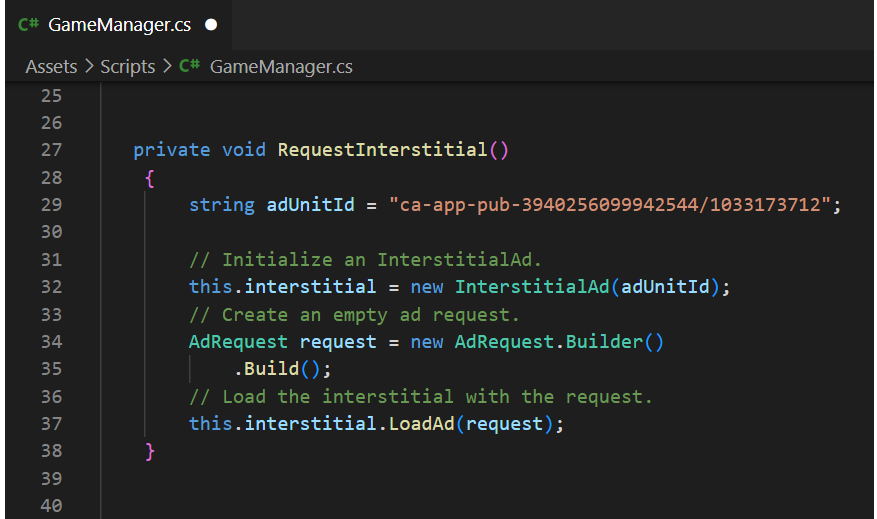 C# GameManager.cs
Assets > Scripts > C# GameManager.cs
25
26
27 private void RequestInterstitial()
28 {
29 string adUnitId = "ca-app-pub-3940256099942544/1033173712";
30
31 // Initialize an InterstitialAd.
32 this.interstitial = new InterstitialAd(adUnitId);
33 // Create an empty ad request.
34 AdRequest request = new AdRequest.Builder()
35 .Build();
36 // Load the interstitial with the request.
37 this.interstitial.LoadAd(request);
38 }
39
40